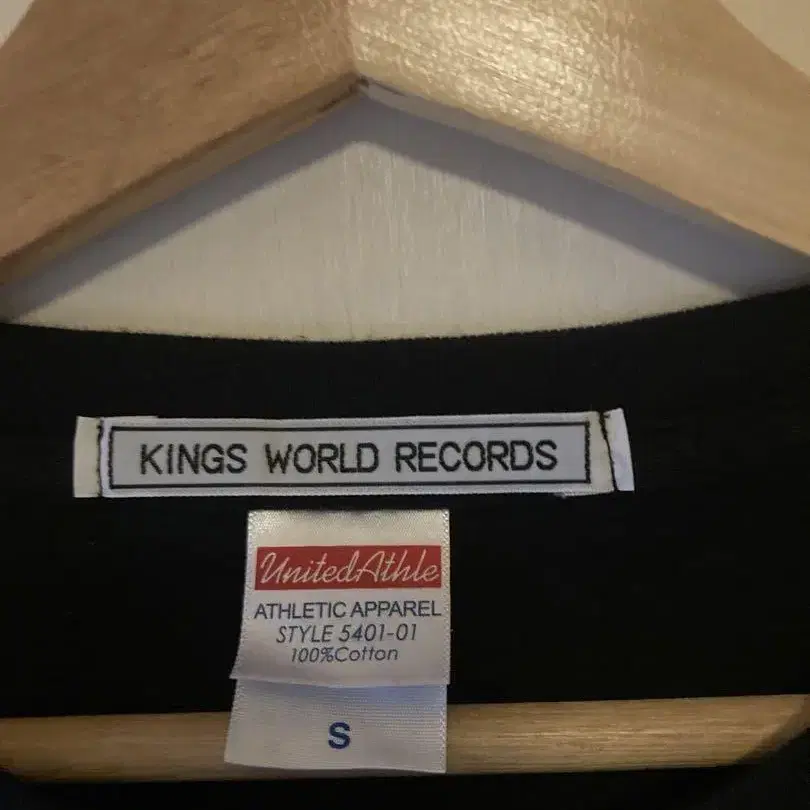 KINGS WORLD RECORDS
UnitedAthle
ATHLETIC APPAREL
STYLE 5401-01
100%Cotton
S